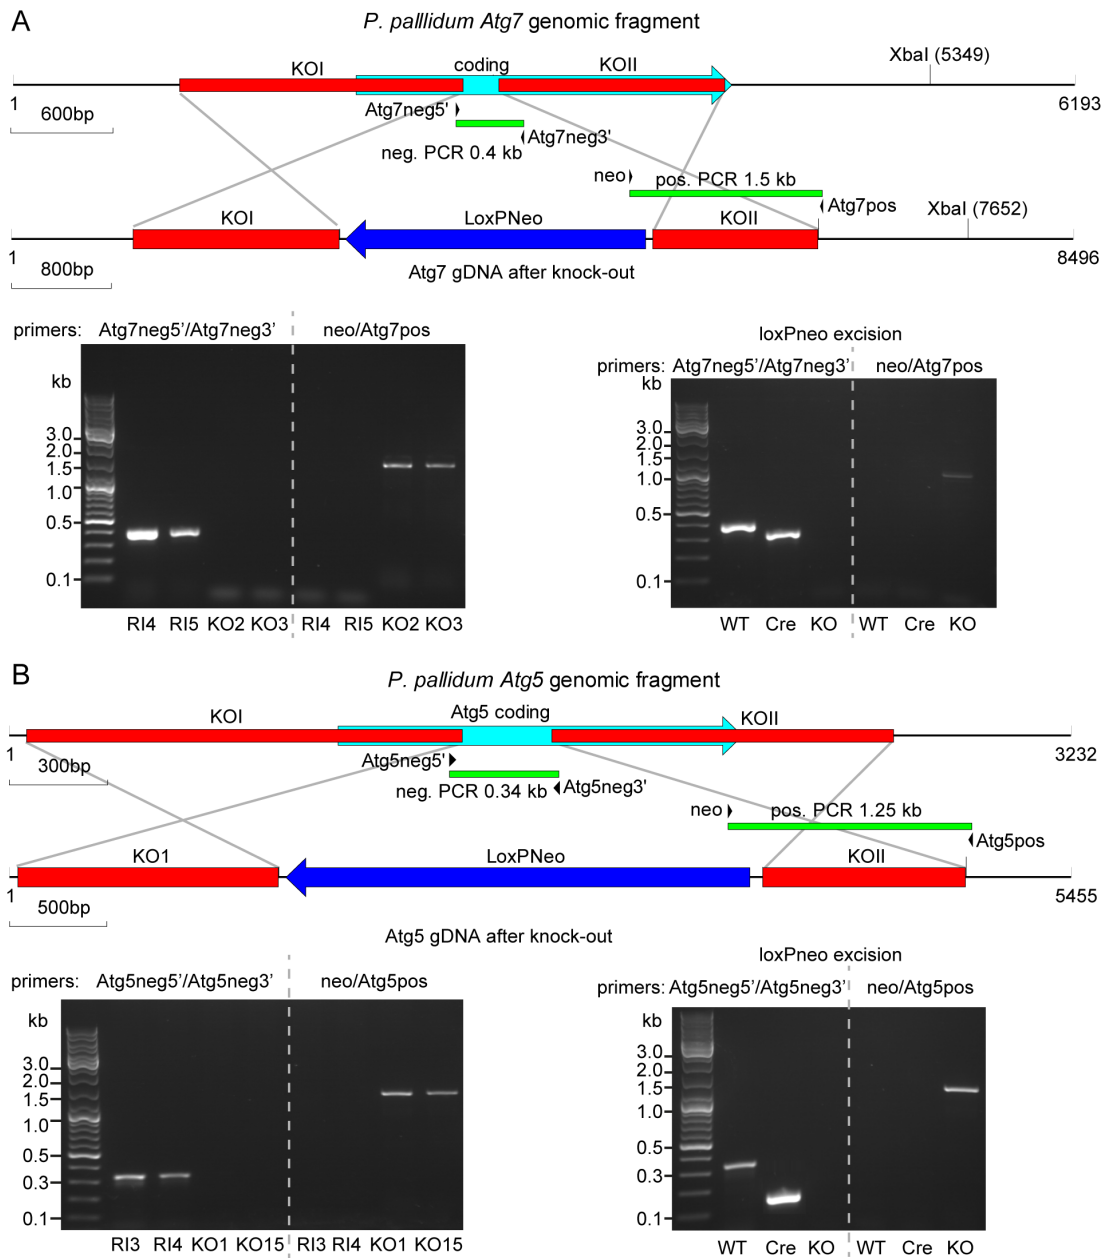 A
P. palllidum Atg7 genomic fragment
KOI
coding
KOII
XbaI (5349)
1
600bp
6193
Atg7neg5'
Atg7neg3'
neg. PCR 0.4 kb
neo
pos. PCR 1.5 kb
Atg7pos
KOI
LoxPNeo
KOII
XbaI (7652)
1
800bp
Atg7 gDNA after knock-out
8496
primers: Atg7neg5’/Atg7neg3’ neo/Atg7pos
kb
3.0
2.0
1.5
1.0
0.5
0.1
RI4 RI5 KO2 KO3 RI4 RI5 KO2 KO3
loxPneo excision
primers: Atg7neg5’/Atg7neg3’ neo/Atg7pos
kb
3.0
2.0
1.5
1.0
0.5
0.1
WT Cre KO WT Cre KO
B
P. pallidum Atg5 genomic fragment
KOI
Atg5 coding
KOII
1
300bp
3232
Atg5neg5'
Atg5neg3'
neg. PCR 0.34 kb
neo
pos. PCR 1.25 kb
Atg5pos
KO1
LoxPNeo
KOII
1
500bp
5455
Atg5 gDNA after knock-out
primers: Atg5neg5’/Atg5neg3’ neo/Atg5pos
kb
3.0
2.0
1.5
1.0
0.5
0.3
0.1
RI3 RI4 KO1 KO15 RI3 RI4 KO1 KO15
loxPneo excision
primers: Atg5neg5’/Atg5neg3’ neo/Atg5pos
kb
3.0
2.0
1.5
1.0
0.5
0.3
0.1
WT Cre KO WT Cre KO